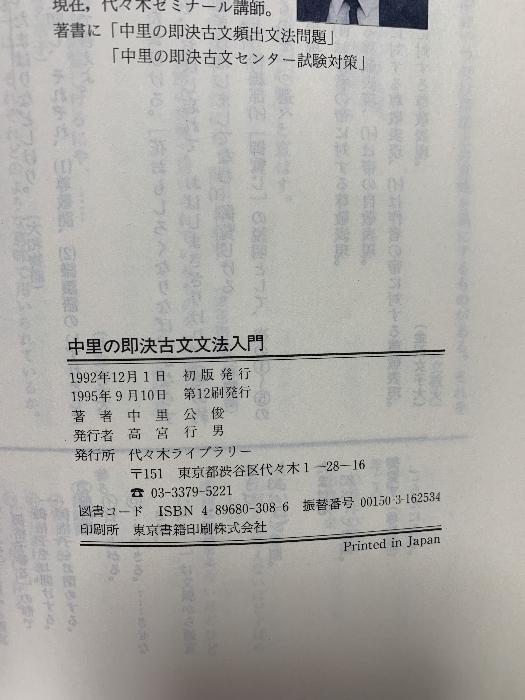 現在，代々木ゼミナール講師。
著書に「中里の即決古文頻出文法問題」
「中里の即決古文センター試験対策」
中里の即決古文文法入門
1992年12月1日 初版発行
1995年9月10日 第12刷発行
著者 中里公俊
発行者 高宮行男
発行所 代々木ライブラリー
〒151 東京都渋谷区代々木1－28－16
☎ 03-3379-5221
図書コード ISBN 4-89680-308-6 振替番号 00150-3-162534
印刷所 東京書籍印刷株式会社
Printed in Japan